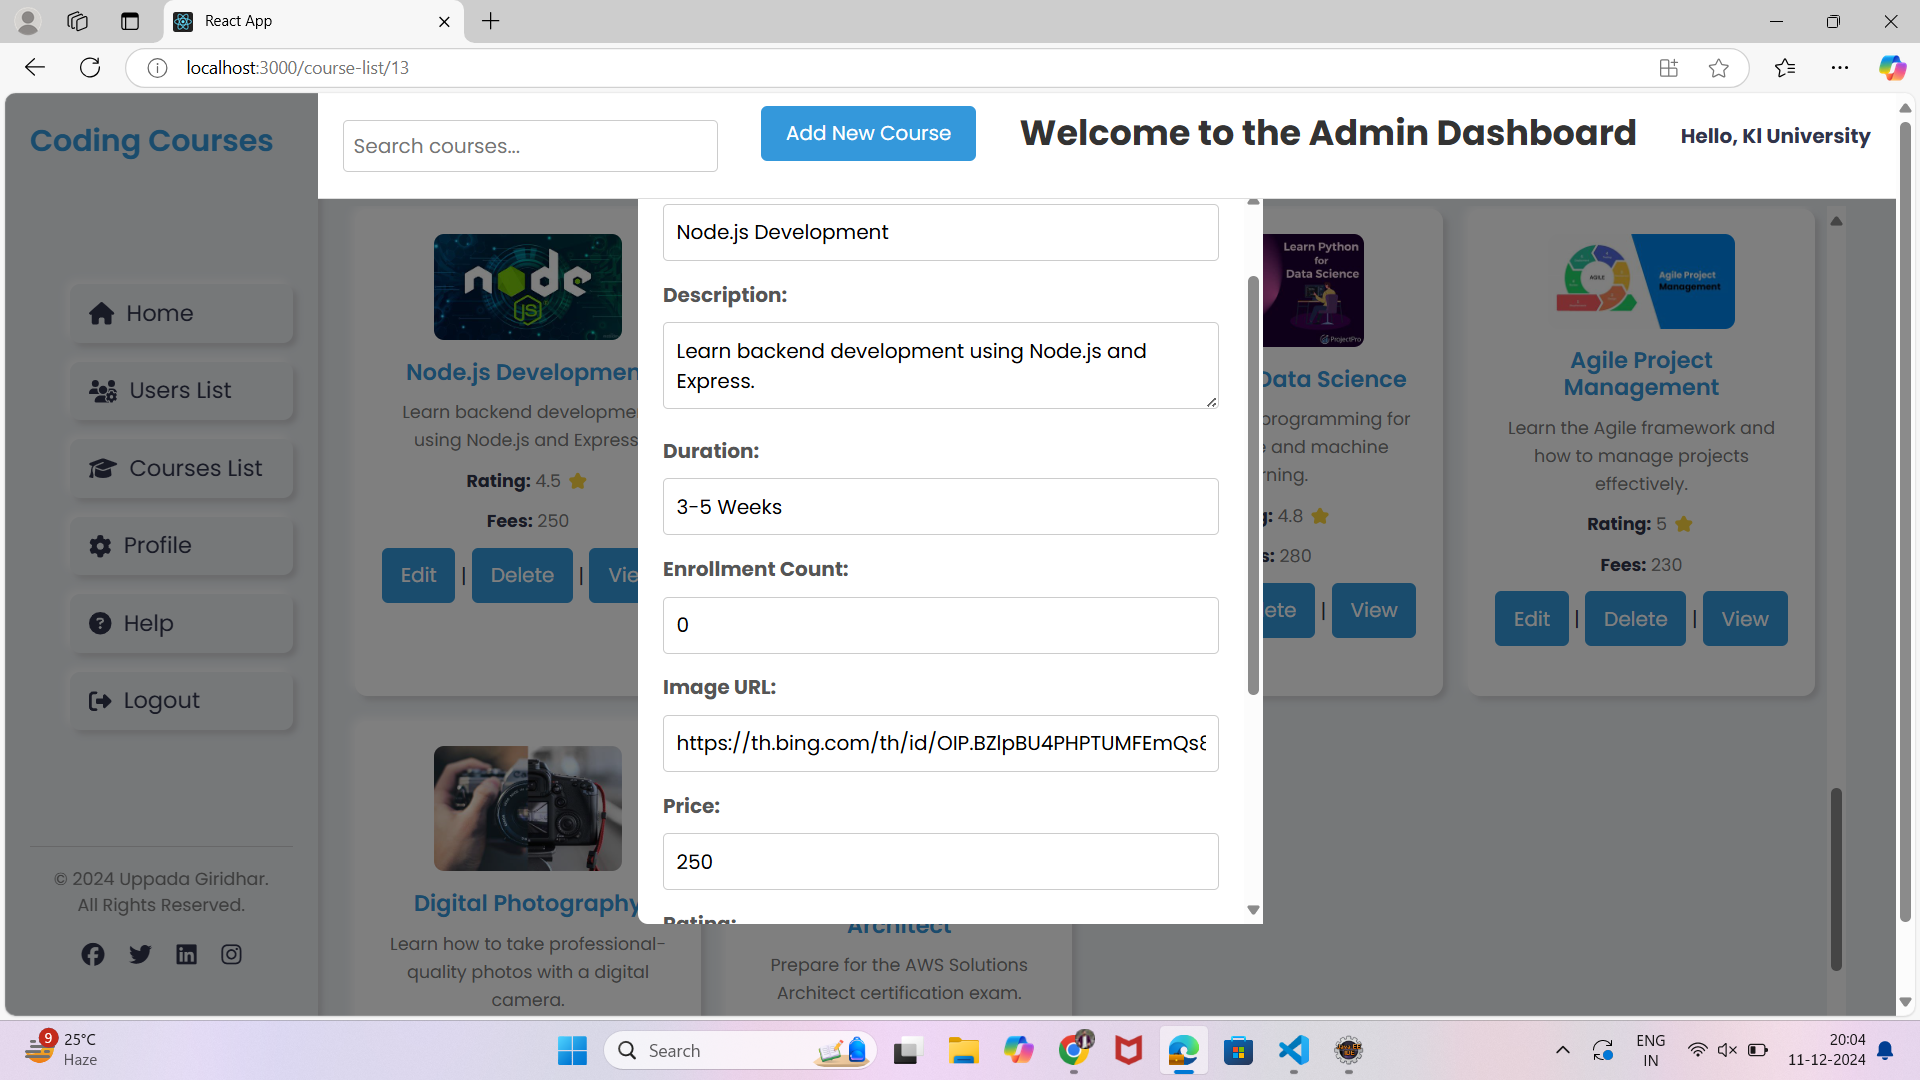 React App
localhost:3000/course-list/13
Coding Courses
Search courses...
Add New Course
Welcome to the Admin Dashboard
Hello, Kl University
Home
Users List
Courses List
Profile
Help
Logout
© 2024 Uppada Giridhar.
All Rights Reserved.
node
JS
Node.js Developmen
Learn backend developme
using Node.js and Express
Rating: 4.5
Fees: 250
Edit | Delete | Vie
Digital Photography
Learn how to take professional-
quality photos with a digital
camera.
Node.js Development
Description:
Learn backend development using Node.js and
Express.
Duration:
3-5 Weeks
Enrollment Count:
0
Image URL:
https://th.bing.com/th/id/OIP.BZlpBU4PHPTUMFEmQs8
Price:
250
Rating:
Architect
Prepare for the AWS Solutions
Architect certification exam.
Learn Python
for
Data Science
ProjectPro
Data Science
programming for
e and machine
rning.
g: 4.8
s: 280
ete | View
AGILE
Agile Project
Management
Agile Project
Management
Learn the Agile framework and
how to manage projects
effectively.
Rating: 5
Fees: 230
Edit | Delete | View
9
25°C
Haze
Search
ENG
IN
20:04
11-12-2024